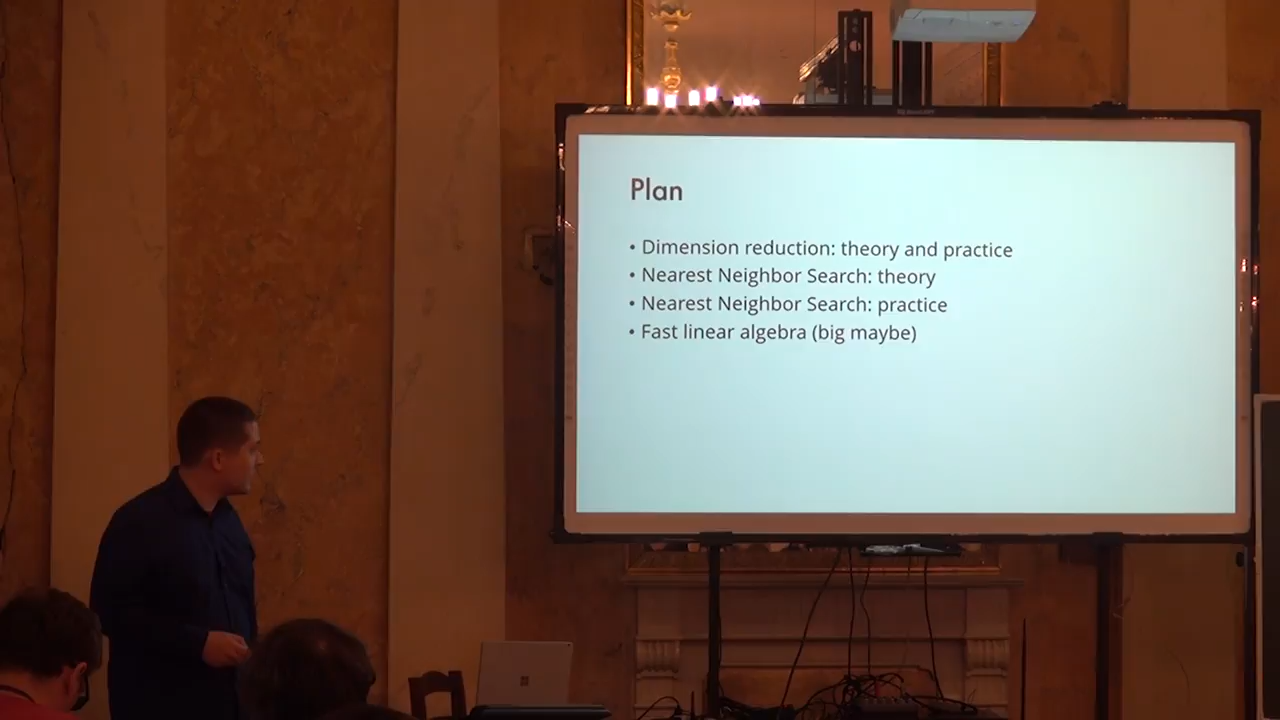 Plan
• Dimension reduction: theory and practice
• Nearest Neighbor Search: theory
• Nearest Neighbor Search: practice
• Fast linear algebra (big maybe)